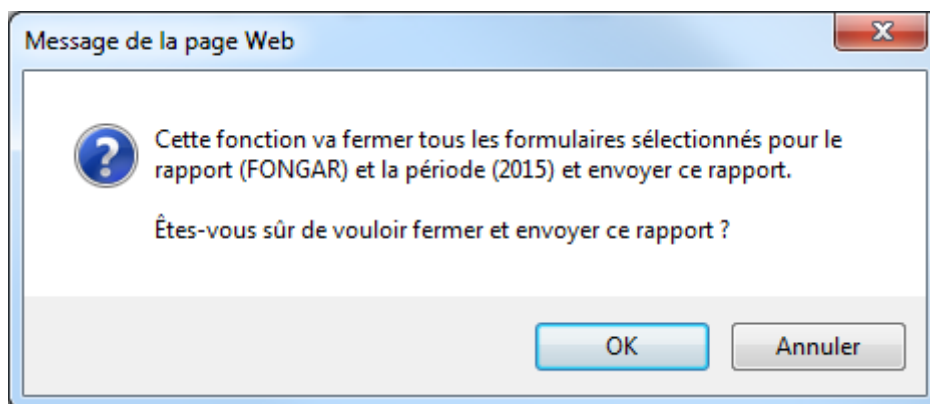 Message de la page Web
Cette fonction va fermer tous les formulaires sélectionnés pour le
rapport (FONGAR) et la période (2015) et envoyer ce rapport.
Êtes-vous sûr de vouloir fermer et envoyer ce rapport ?
OK
Annuler